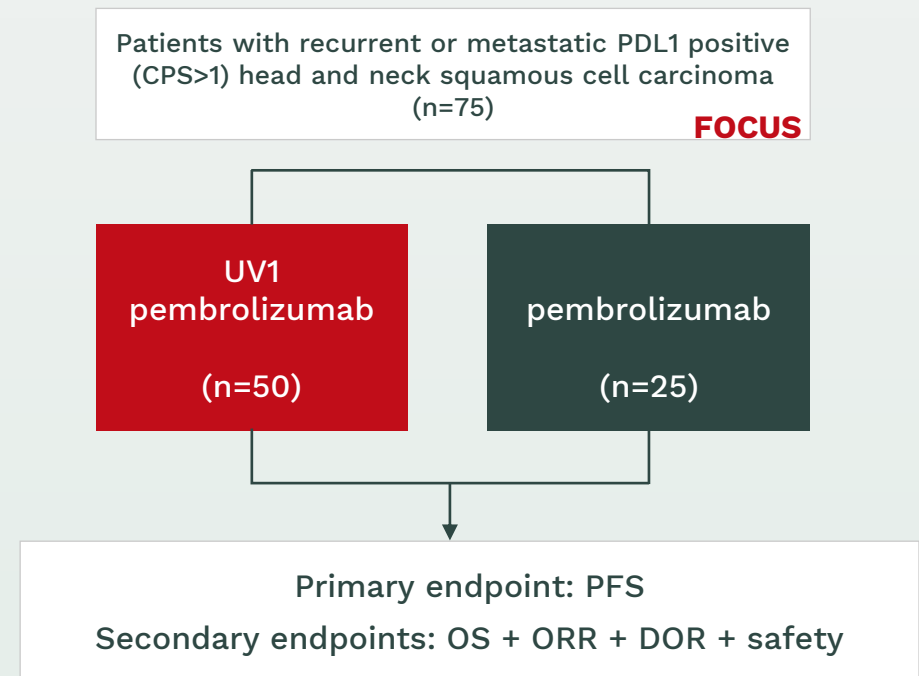 Patients with recurrent or metastatic PDL1 positive
(CPS>1) head and neck squamous cell carcinoma
(n=75)
FOCUS
UV1
pembrolizumab
(n=50)
pembrolizumab
(n=25)
Primary endpoint: PFS
Secondary endpoints: OS + ORR + DOR + safety